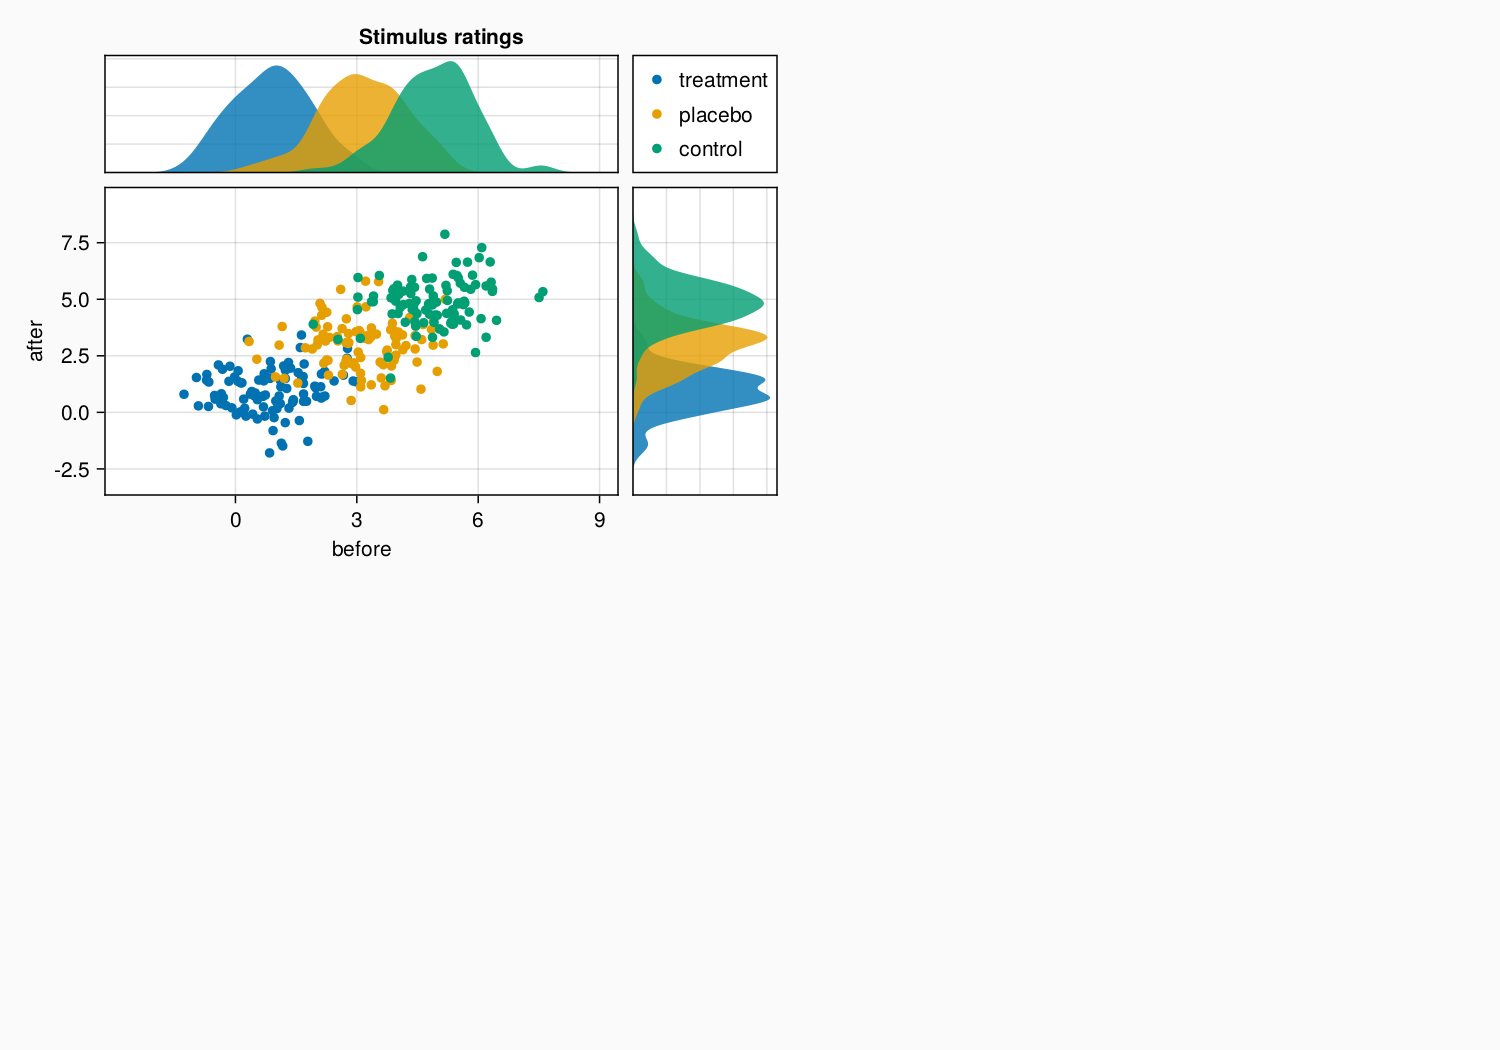 Stimulus ratings
treatment
placebo
control
7.5
5.0
2.5
0.0
-2.5
after
0 3 6 9
before